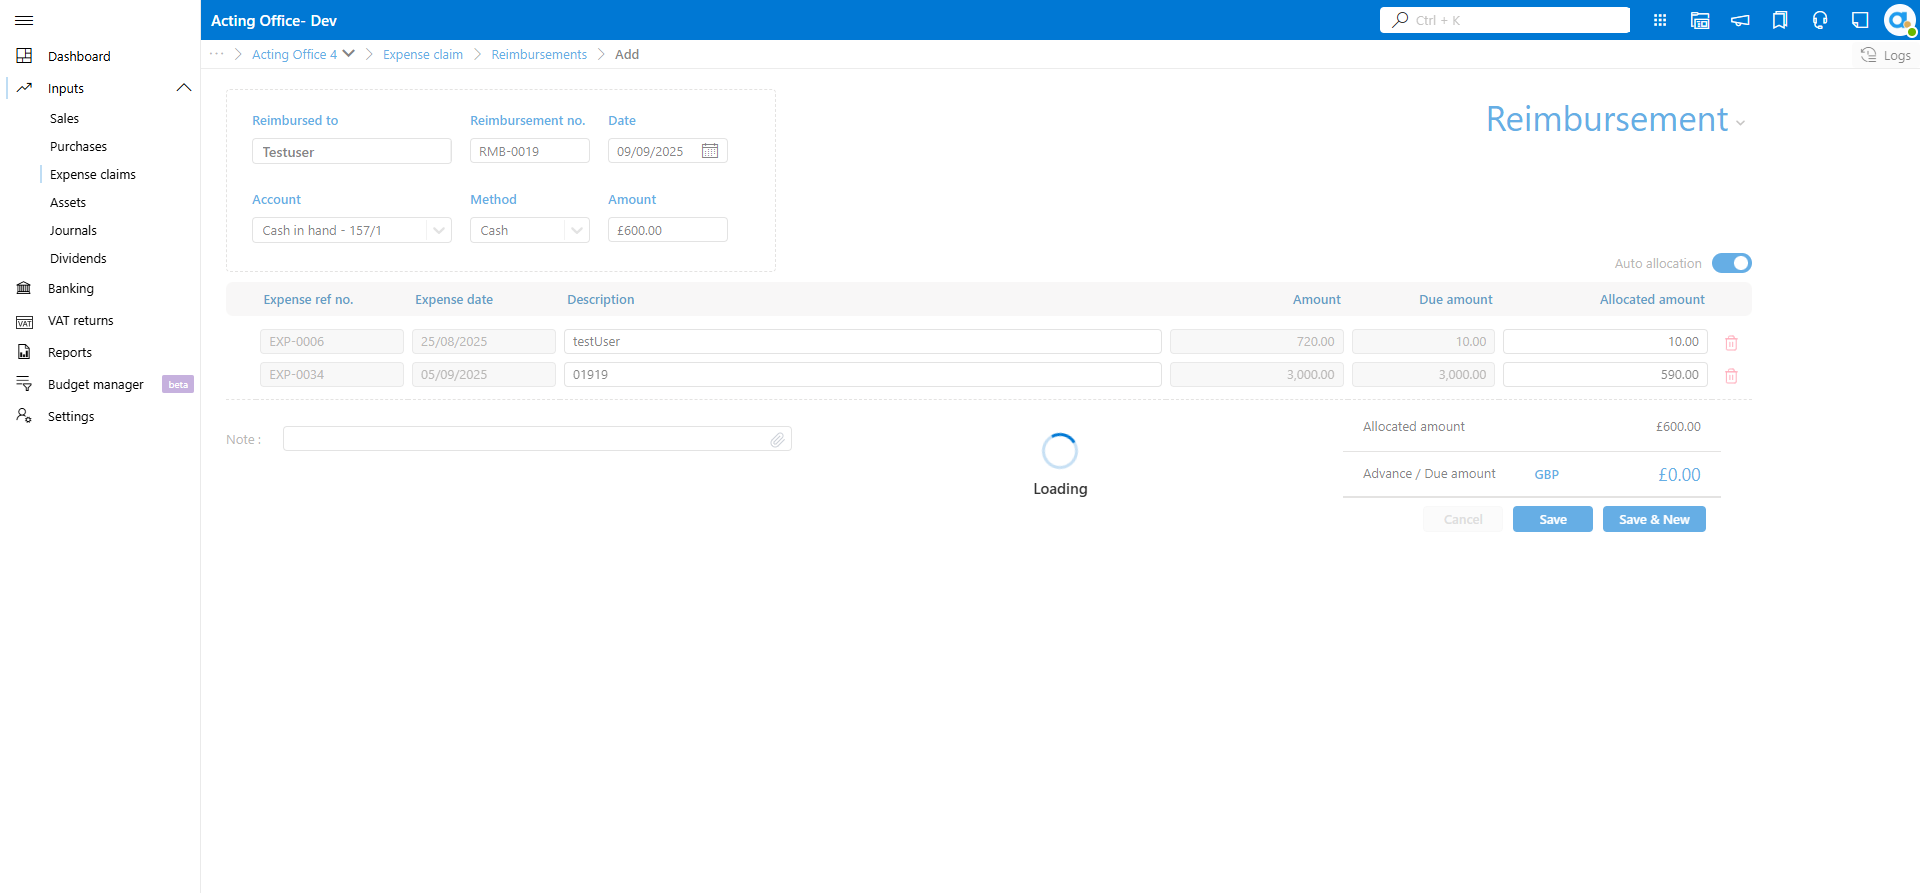 Acting Office- Dev
Ctrl + K
Dashboard
Inputs
Sales
Purchases
Expense claims
Assets
Journals
Dividends
Banking
VAT returns
Reports
Budget manager beta
Settings
··· Acting Office 4 Expense claim Reimbursements Add
Logs
Reimbursement
Reimbursed to Reimbursement no. Date
Testuser RMB-0019 09/09/2025
Account Method Amount
Cash in hand - 157/1 Cash £600.00
Auto allocation
Expense ref no. Expense date Description Amount Due amount Allocated amount
EXP-0006 25/08/2025 testUser 720.00 10.00 10.00
EXP-0034 05/09/2025 01919 3,000.00 3,000.00 590.00
Note :
Loading
Allocated amount £600.00
Advance / Due amount GBP £0.00
Cancel Save Save & New